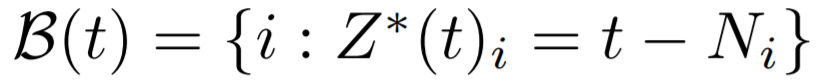 ℬ(t) = {i : Z*(t)ᵢ = t − Nᵢ}